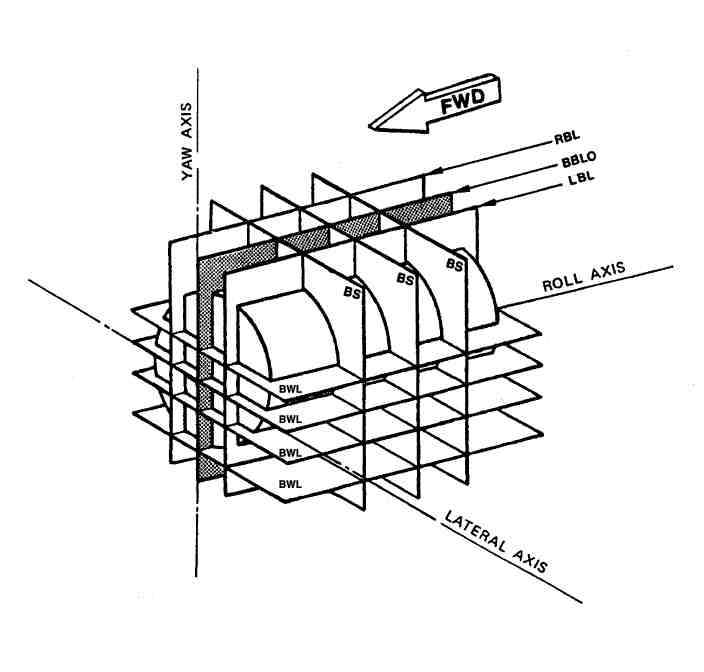 FWD
YAW AXIS
RBL
BBLO
LBL
BS
BS
BS
ROLL AXIS
BWL
BWL
BWL
BWL
LATERAL AXIS